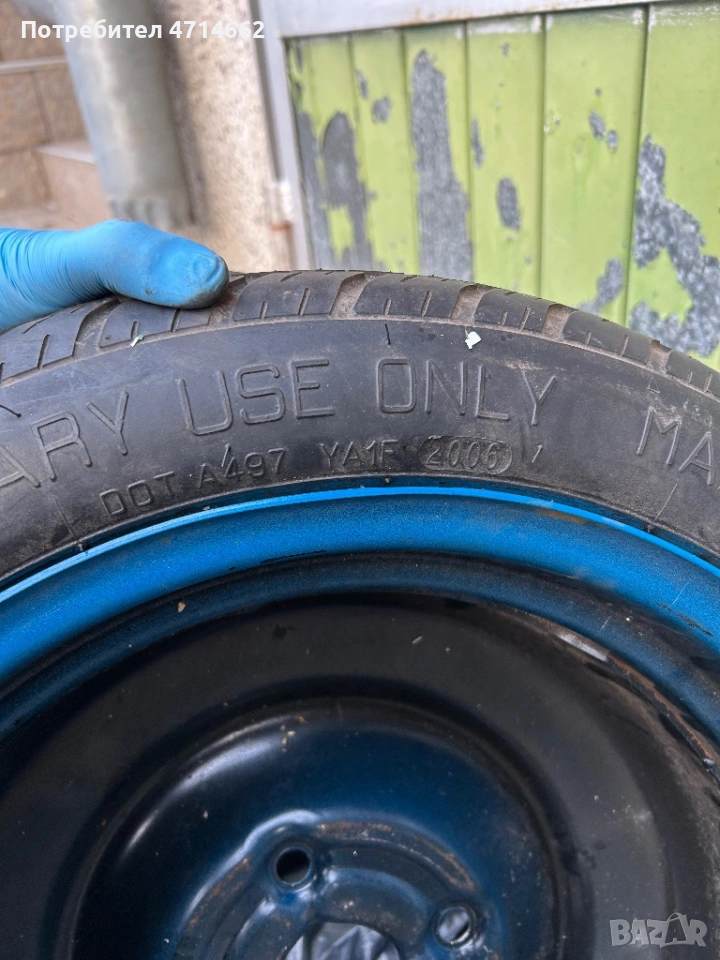 Потребител 4714662
ARY USE ONLY MA
DOT A497 YA1F 2006
BAZAR